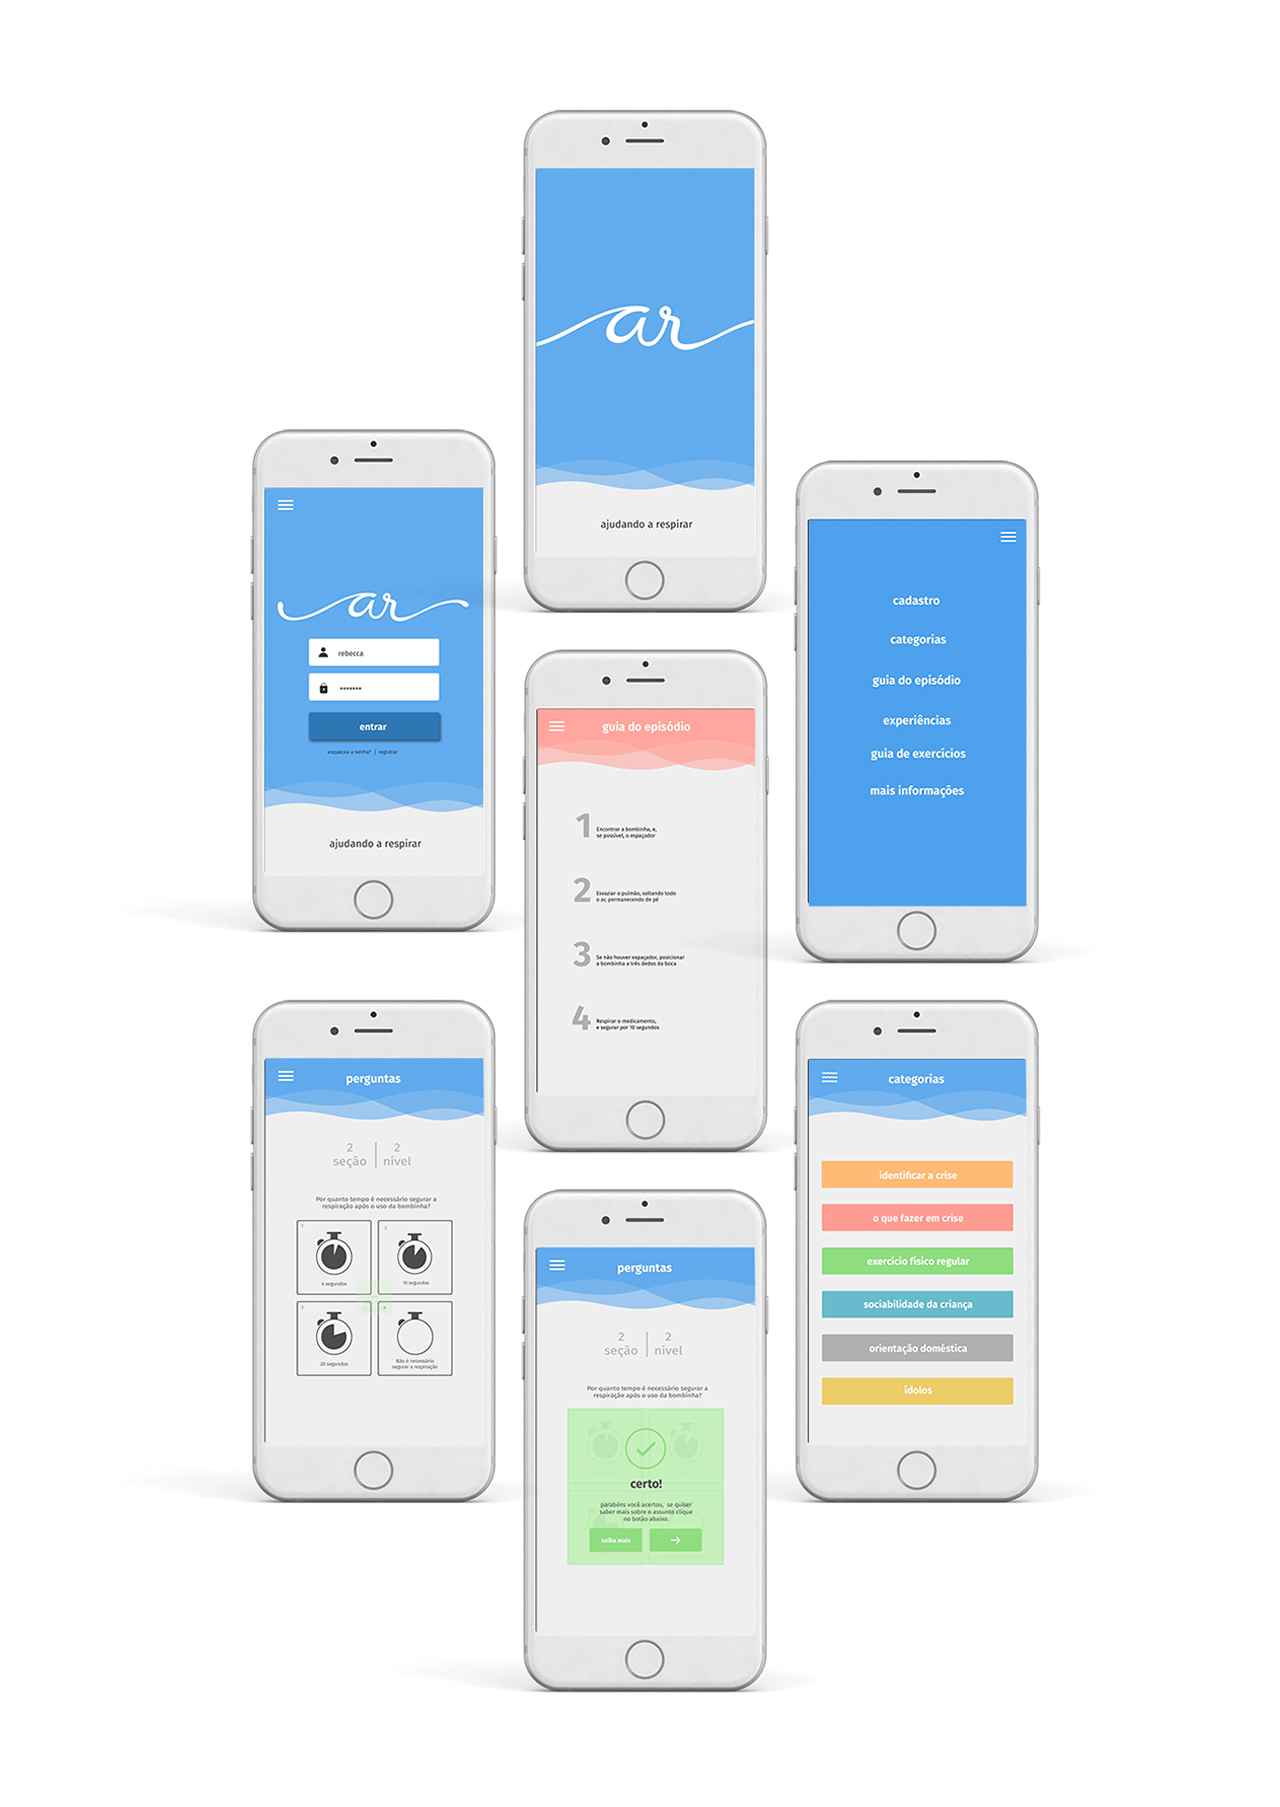 ar
ajudando a respirar
ar
rebecca
•••••••
entrar
esqueceu a senha? | registrar
ajudando a respirar
cadastro
categorias
guia do episódio
experiências
guia de exercícios
mais informações
guia do episódio
1 Encontrar a bombinha, e,
se possível, o espaçador
2 Esvaziar o pulmão, soltando todo
o ar, permanecendo de pé
3 Se não houver espaçador, posicionar
a bombinha a três dedos da boca
4 Respirar o medicamento,
e segurar por 10 segundos
perguntas
2 | 2
seção | nível
Por quanto tempo é necessário segurar a
respiração após o uso da bombinha?
1
4 segundos
2
10 segundos
3
20 segundos
4
Não é necessário
segurar a respiração
categorias
identificar a crise
o que fazer em crise
exercício físico regular
sociabilidade da criança
orientação doméstica
ídolos
perguntas
2 | 2
seção | nível
Por quanto tempo é necessário segurar a
respiração após o uso da bombinha?
certo!
parabéns você acertou, se quiser
saber mais sobre o assunto clique
no botão abaixo.
saiba mais